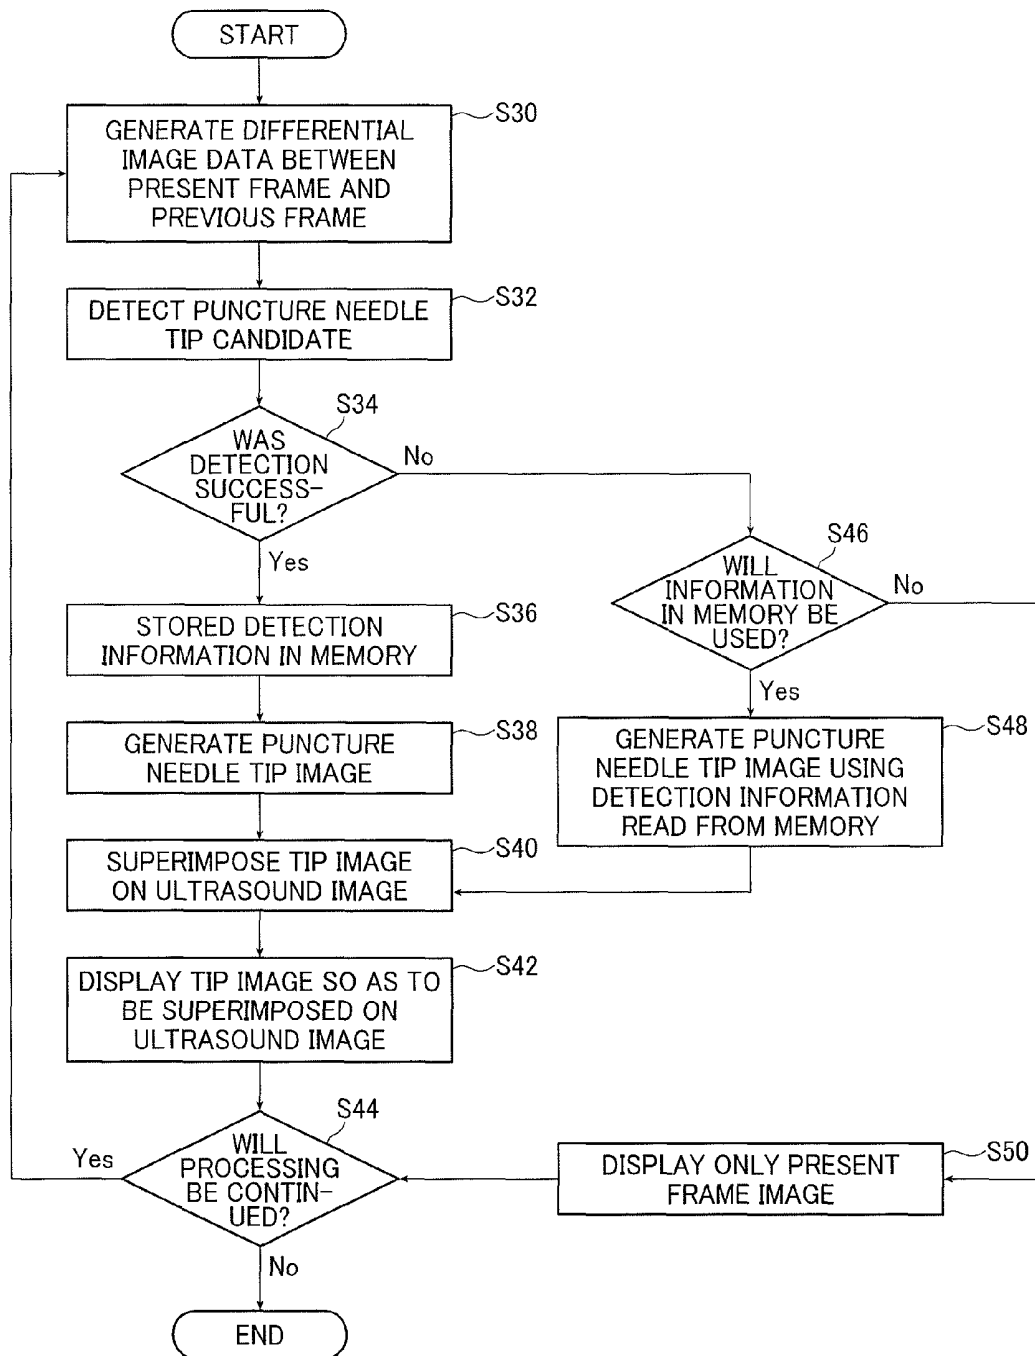 START
S30
GENERATE DIFFERENTIAL
IMAGE DATA BETWEEN
PRESENT FRAME AND
PREVIOUS FRAME
S32
DETECT PUNCTURE NEEDLE
TIP CANDIDATE
S34
WAS
DETECTION
SUCCESS-
FUL?
No
Yes
S46
WILL
INFORMATION
IN MEMORY BE
USED?
No
Yes
S36
STORED DETECTION
INFORMATION IN MEMORY
S38
GENERATE PUNCTURE
NEEDLE TIP IMAGE
S48
GENERATE PUNCTURE
NEEDLE TIP IMAGE USING
DETECTION INFORMATION
READ FROM MEMORY
S40
SUPERIMPOSE TIP IMAGE
ON ULTRASOUND IMAGE
S42
DISPLAY TIP IMAGE SO AS TO
BE SUPERIMPOSED ON
ULTRASOUND IMAGE
S44
WILL
PROCESSING
BE CONTIN-
UED?
Yes
No
S50
DISPLAY ONLY PRESENT
FRAME IMAGE
END